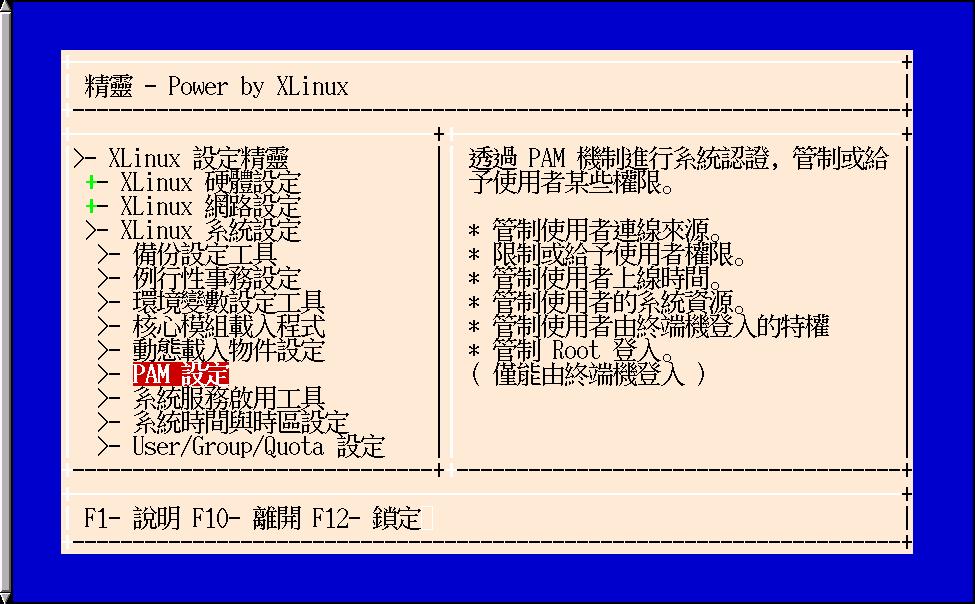 精靈 - Power by XLinux
>- XLinux 設定精靈
+- XLinux 硬體設定
+- XLinux 網路設定
>- XLinux 系統設定
>- 備份設定工具
>- 例行性事務設定
>- 環境變數設定工具
>- 核心模組載入程式
>- 動態載入物件設定
>- PAM 設定
>- 系統服務啟用工具
>- 系統時間與時區設定
>- User/Group/Quota 設定
透過 PAM 機制進行系統認證, 管制或給
予使用者某些權限。
* 管制使用者連線來源。
* 限制或給予使用者權限。
* 管制使用者上線時間。
* 管制使用者的系統資源。
* 管制使用者由終端機登入的特權
* 管制 Root 登入。
( 僅能由終端機登入 )
F1- 說明 F10- 離開 F12- 鎖定